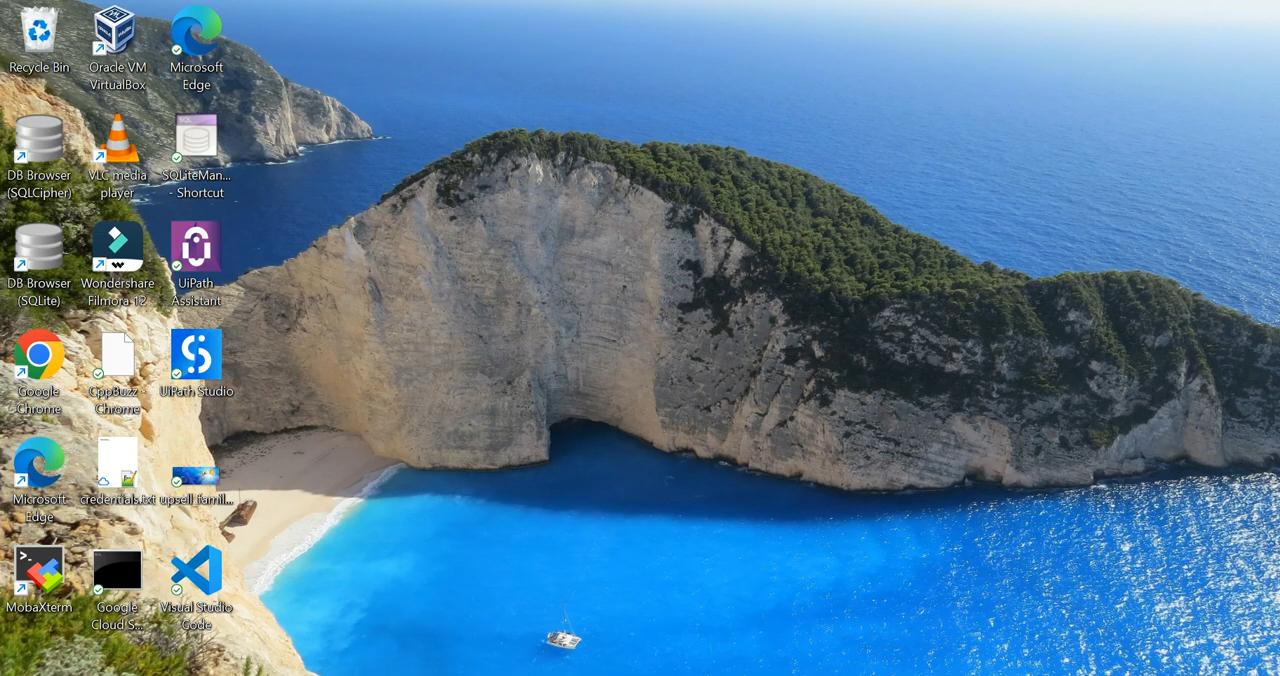 Recycle Bin
Oracle VM
VirtualBox
Microsoft
Edge
DB Browser
(SQLCipher)
VLC media
player
SQL
SQLiteMan...
- Shortcut
DB Browser
(SQLite)
Wondershare
Filmora 12
UiPath
Assistant
Google
Chrome
CppBuzz -
Chrome
UiPath Studio
Microsoft
Edge
credentials.txt
upsell_famil...
MobaXterm
Google
Cloud S...
Visual Studio
Code